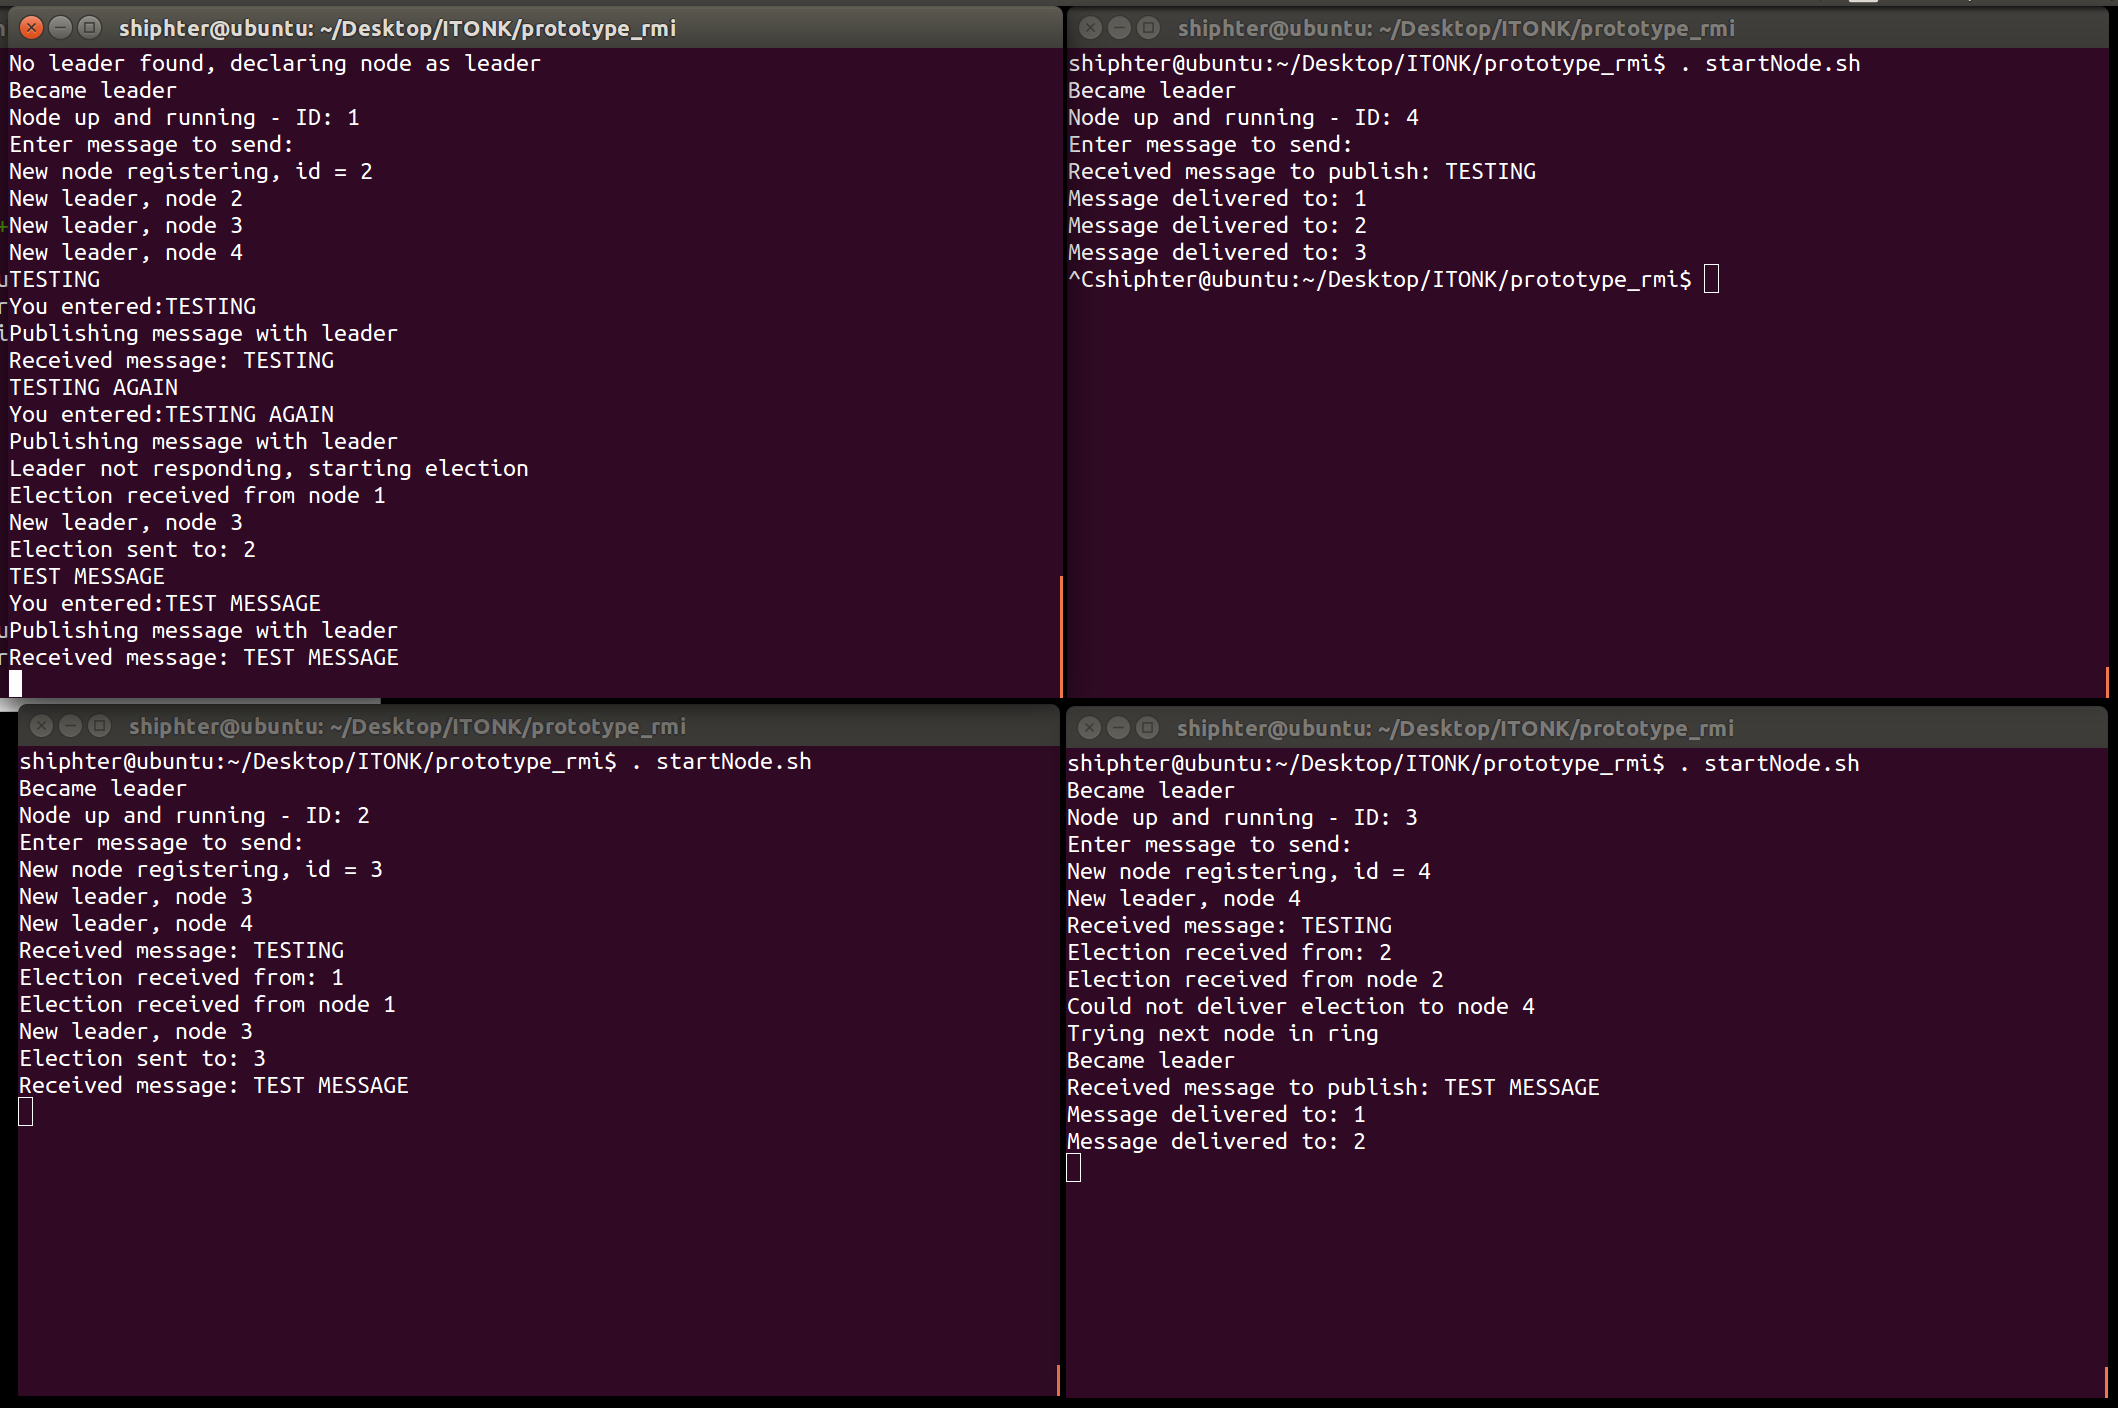 shiphter@ubuntu: ~/Desktop/ITONK/prototype_rmi
No leader found, declaring node as leader
Became leader
Node up and running - ID: 1
Enter message to send:
New node registering, id = 2
New leader, node 2
New leader, node 3
New leader, node 4
TESTING
You entered:TESTING
Publishing message with leader
Received message: TESTING
TESTING AGAIN
You entered:TESTING AGAIN
Publishing message with leader
Leader not responding, starting election
Election received from node 1
New leader, node 3
Election sent to: 2
TEST MESSAGE
You entered:TEST MESSAGE
Publishing message with leader
Received message: TEST MESSAGE
shiphter@ubuntu: ~/Desktop/ITONK/prototype_rmi
shiphter@ubuntu:~/Desktop/ITONK/prototype_rmi$ . startNode.sh
Became leader
Node up and running - ID: 4
Enter message to send:
Received message to publish: TESTING
Message delivered to: 1
Message delivered to: 2
Message delivered to: 3
^Cshiphter@ubuntu:~/Desktop/ITONK/prototype_rmi$
shiphter@ubuntu: ~/Desktop/ITONK/prototype_rmi
shiphter@ubuntu:~/Desktop/ITONK/prototype_rmi$ . startNode.sh
Became leader
Node up and running - ID: 2
Enter message to send:
New node registering, id = 3
New leader, node 3
New leader, node 4
Received message: TESTING
Election received from: 1
Election received from node 1
New leader, node 3
Election sent to: 3
Received message: TEST MESSAGE
shiphter@ubuntu: ~/Desktop/ITONK/prototype_rmi
shiphter@ubuntu:~/Desktop/ITONK/prototype_rmi$ . startNode.sh
Became leader
Node up and running - ID: 3
Enter message to send:
New node registering, id = 4
New leader, node 4
Received message: TESTING
Election received from: 2
Election received from node 2
Could not deliver election to node 4
Trying next node in ring
Became leader
Received message to publish: TEST MESSAGE
Message delivered to: 1
Message delivered to: 2